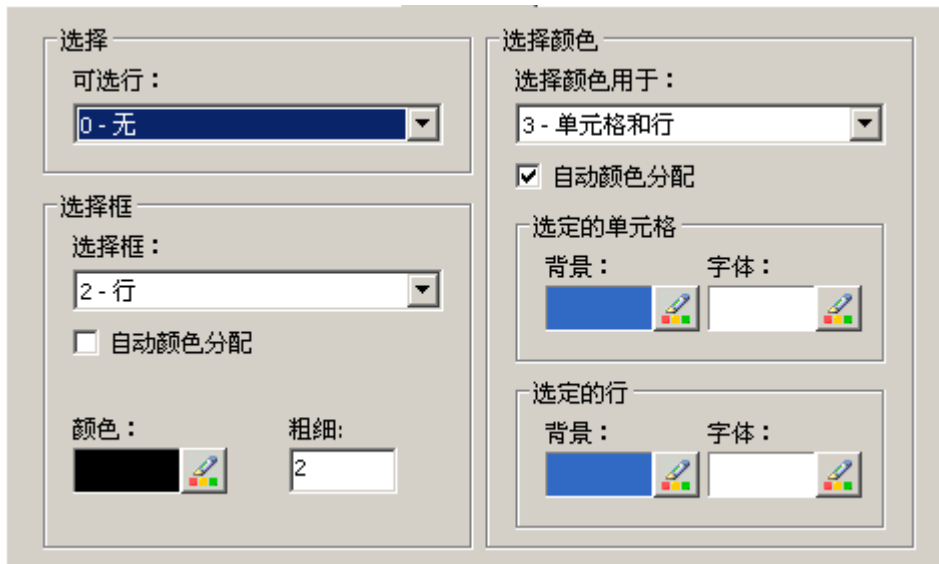 选择
可选行：
0 - 无
选择框
选择框：
2 - 行
自动颜色分配
颜色：
粗细:
2
选择颜色
选择颜色用于：
3 - 单元格和行
自动颜色分配
选定的单元格
背景：
字体：
选定的行
背景：
字体：